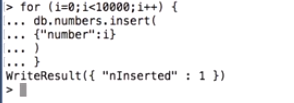 > for (i=0;i<10000;i++) {
... db.numbers.insert(
... {"number":i}
... )
... }
WriteResult({ "nInserted" : 1 })
>